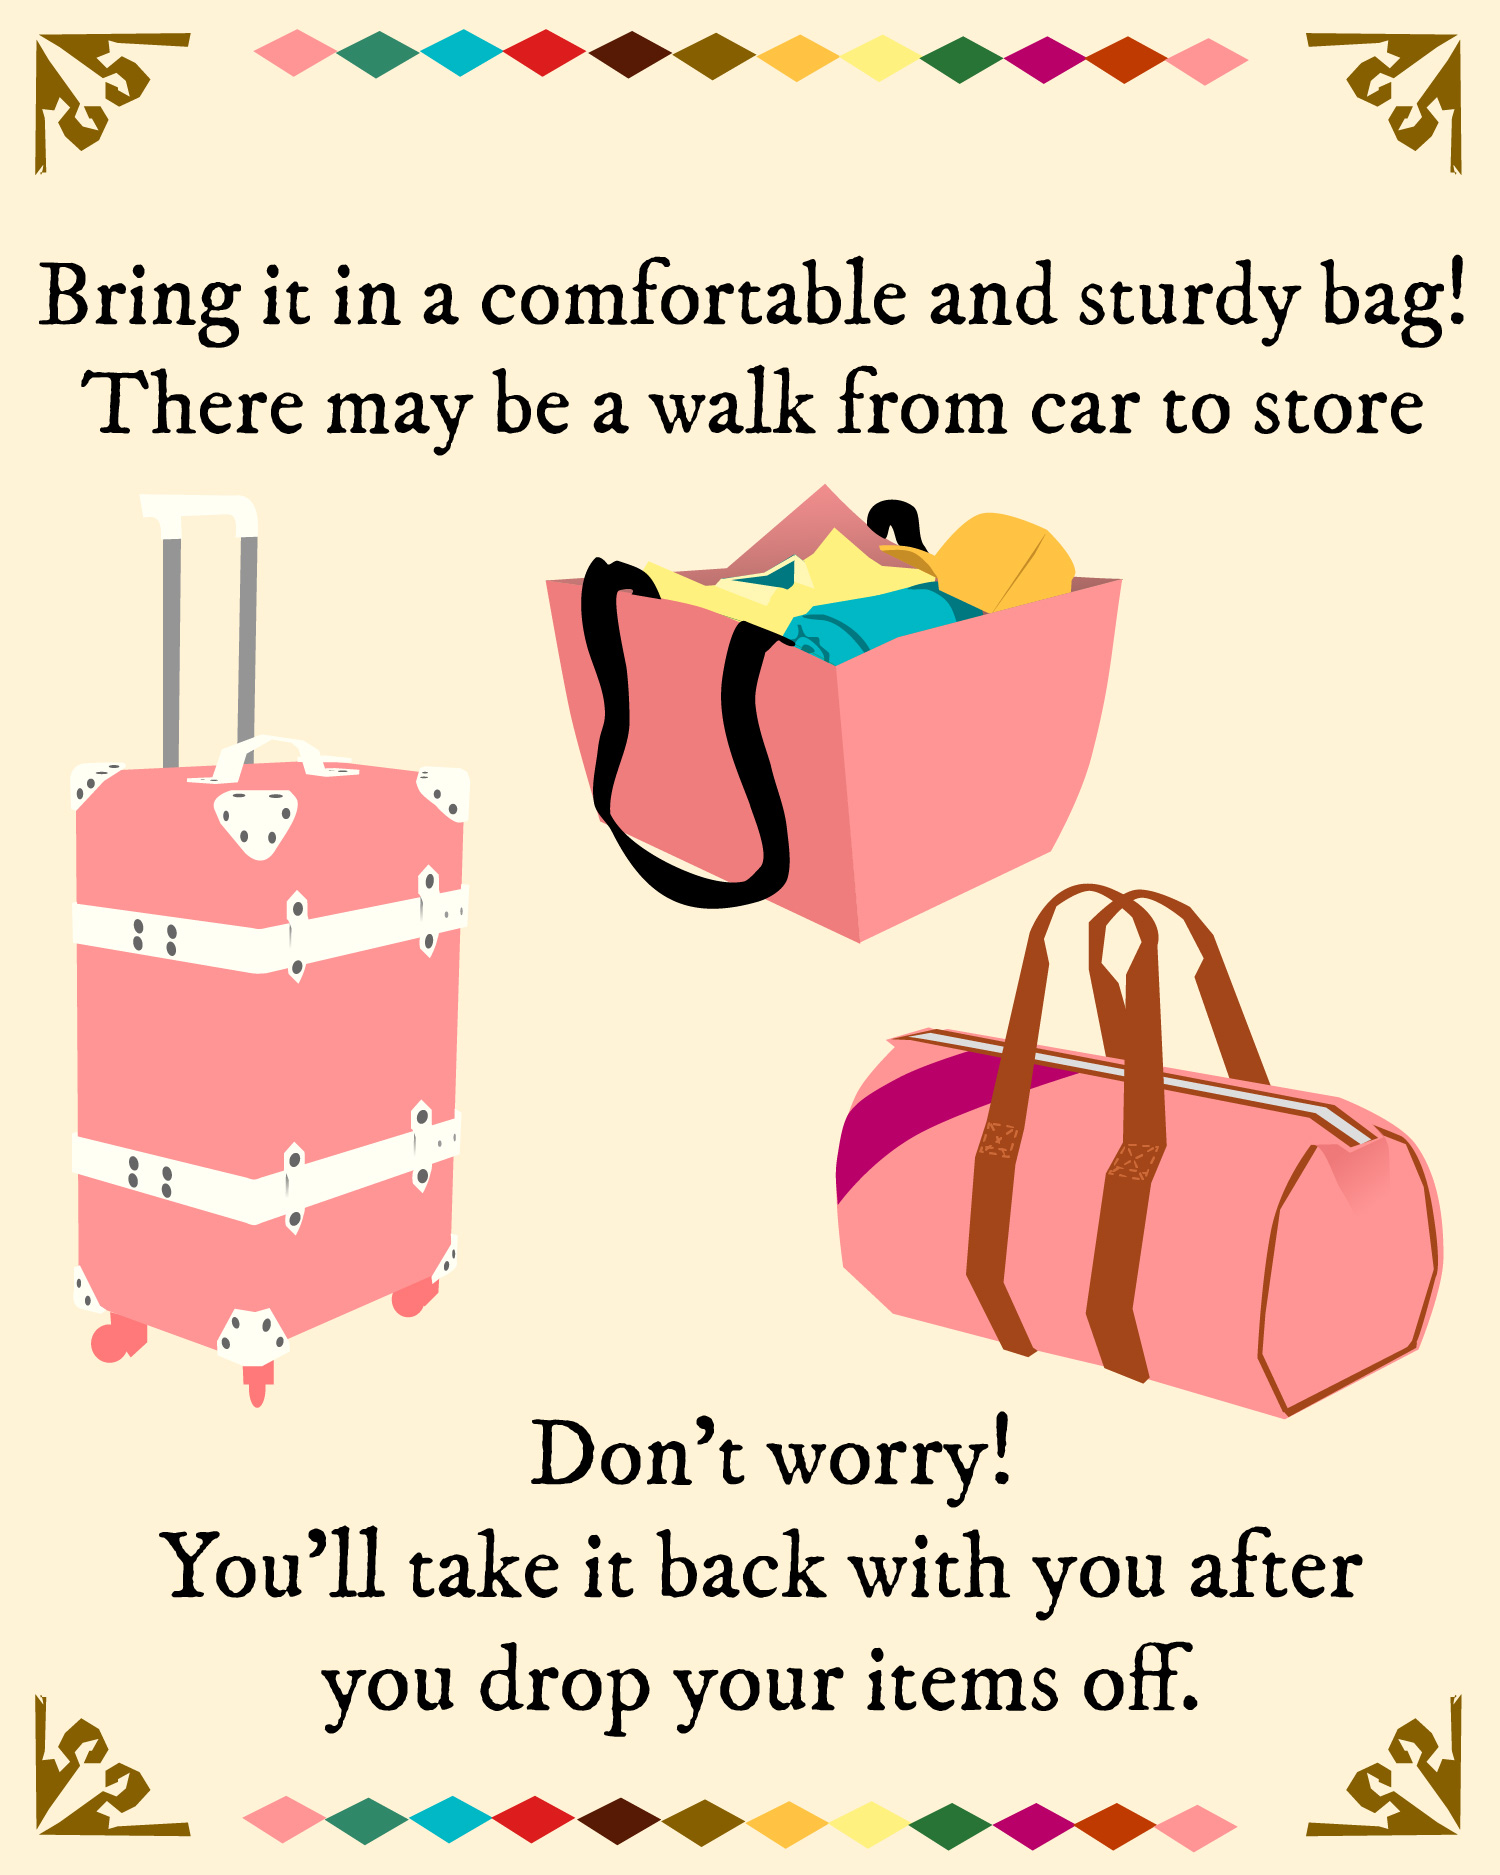 Bring it in a comfortable and sturdy bag!
There may be a walk from car to store
Don't worry!
You'll take it back with you after
you drop your items off.